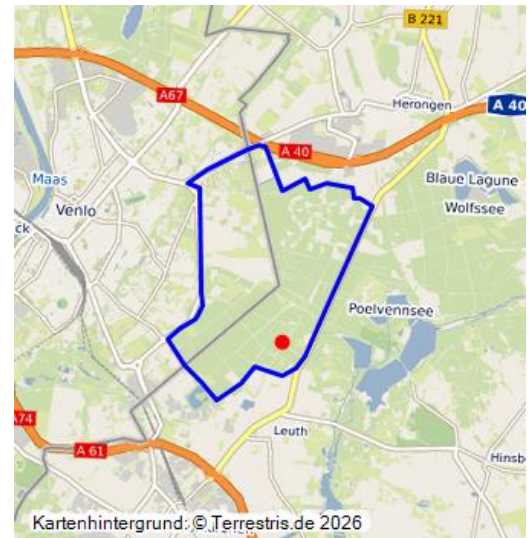 B 221
A67
Herongen
A 40
A 40
Maas
Blaue Lagune
Wolfssee
Venlo
ck
Poelvennsee
A74
A 61
Leuth
Hinsb
Kartenhintergrund: © Terrestris.de 2026